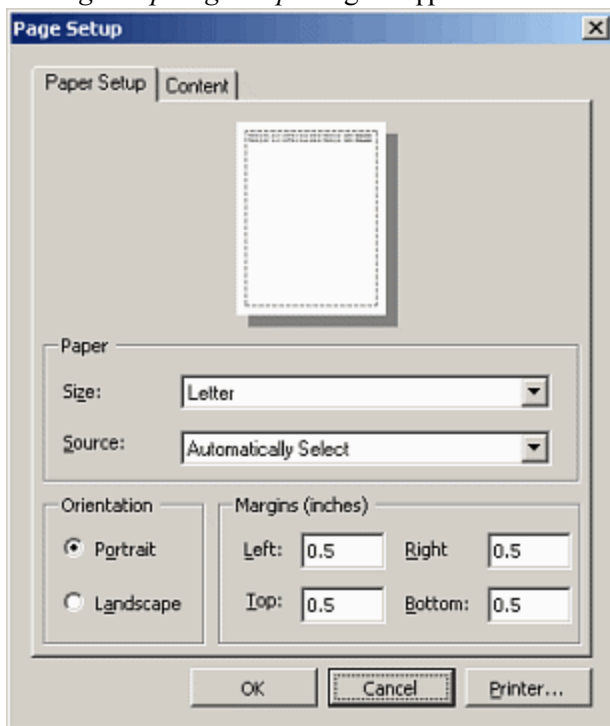 Page Setup
Paper Setup Content
Paper
Size: Letter
Source: Automatically Select
Orientation Margins (inches)
Portrait Left: 0.5 Right 0.5
Landscape Top: 0.5 Bottom: 0.5
OK Cancel Printer...